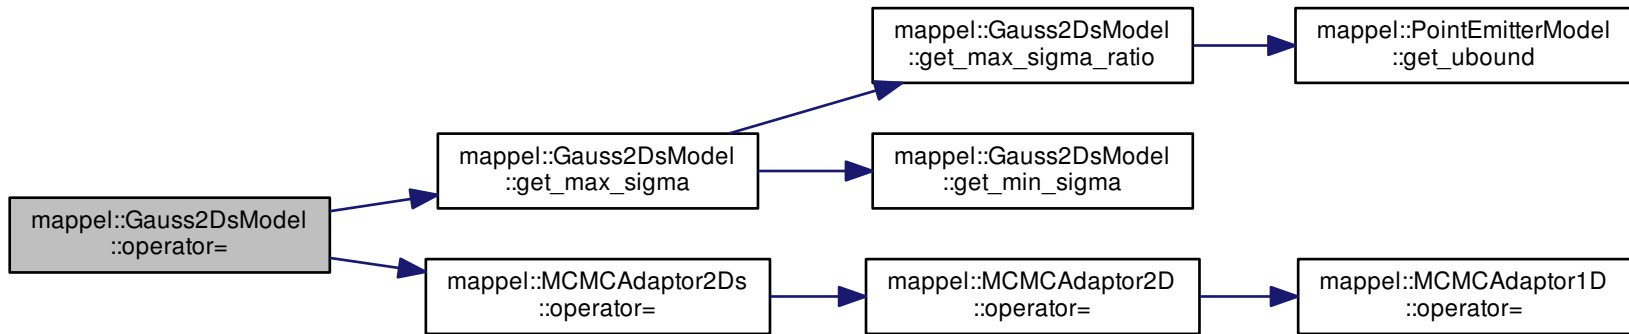 mappel::Gauss2DsModel
::get_max_sigma_ratio
mappel::PointEmitterModel
::get_ubound
mappel::Gauss2DsModel
::get_max_sigma
mappel::Gauss2DsModel
::get_min_sigma
mappel::Gauss2DsModel
::operator=
mappel::MCMCAdaptor2Ds
::operator=
mappel::MCMCAdaptor2D
::operator=
mappel::MCMCAdaptor1D
::operator=